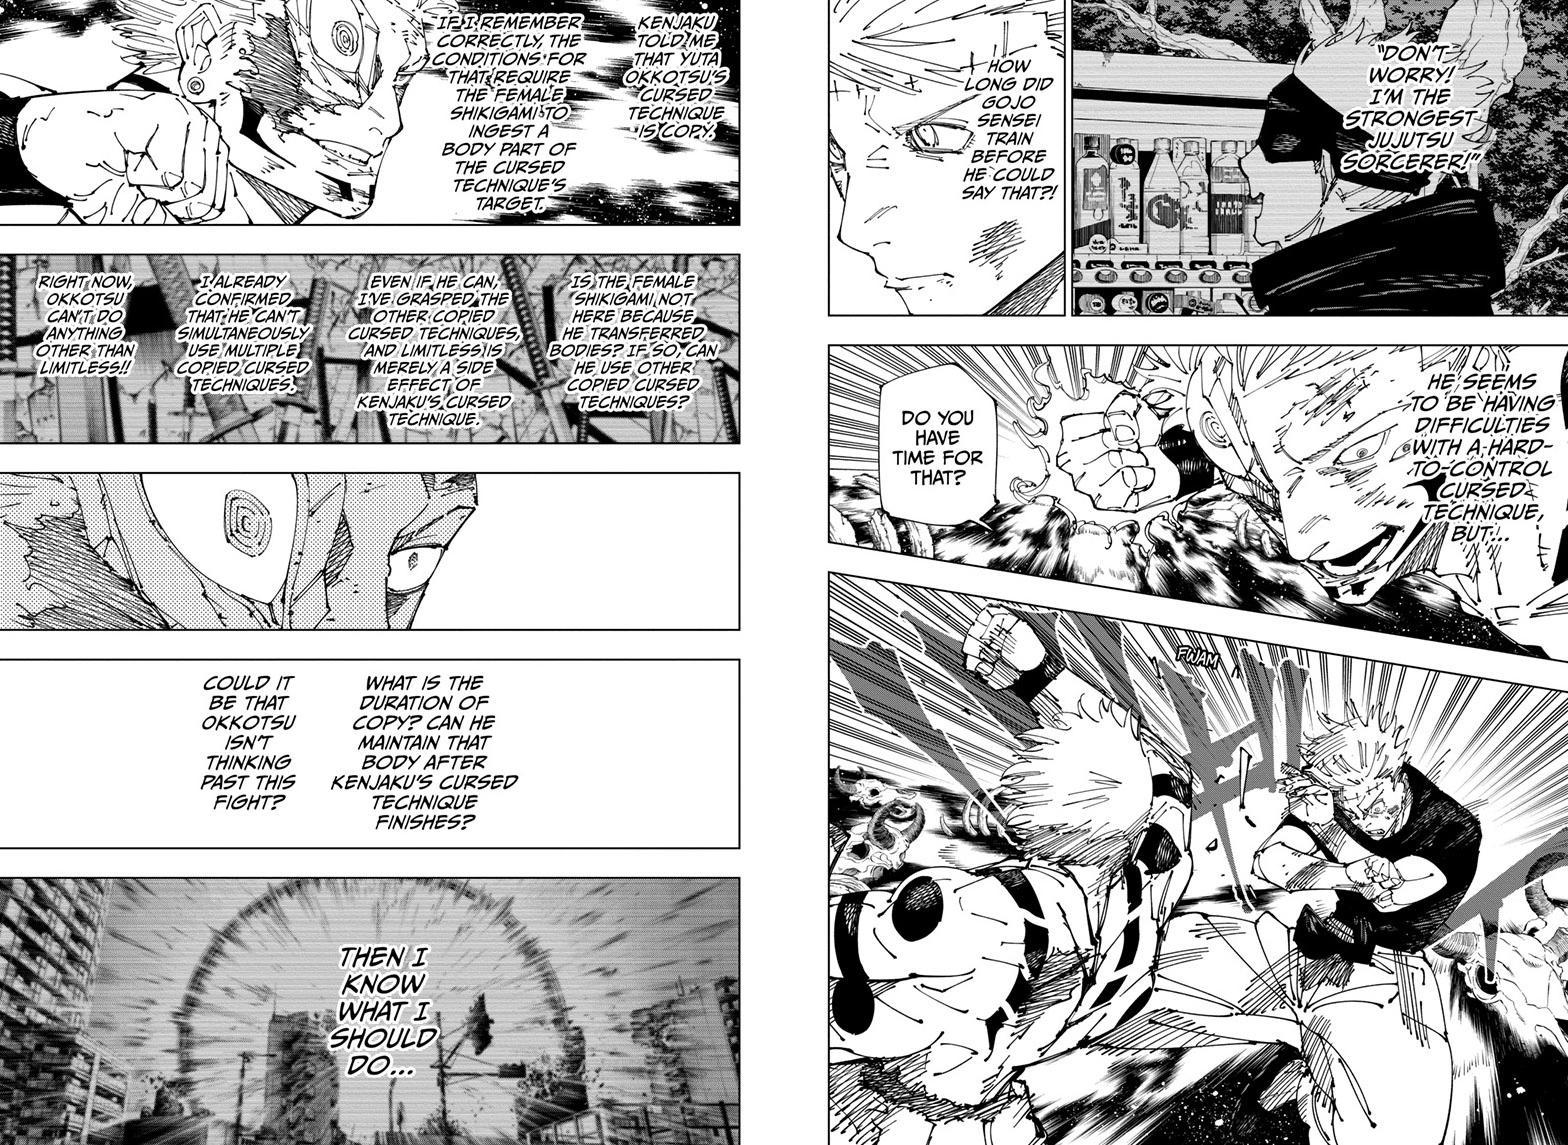 "DON'T
WORRY!
I'M THE
STRONGEST
JUJUTSU
SORCERER!"
HOW
LONG DID
GOJO
SENSEI
TRAIN
BEFORE
HE COULD
SAY THAT?!
HE SEEMS
TO BE HAVING
DIFFICULTIES
WITH A HARD-
TO-CONTROL
CURSED
TECHNIQUE,
BUT...
DO YOU
HAVE
TIME FOR
THAT?
FWAM
KENJAKU
TOLD ME
THAT YUTA
OKKOTSU'S
CURSED
TECHNIQUE
IS COPY.
IF I REMEMBER
CORRECTLY, THE
CONDITIONS FOR
THAT REQUIRE
THE FEMALE
SHIKIGAMI TO
INGEST A
BODY PART OF
THE CURSED
TECHNIQUE'S
TARGET.
IS THE FEMALE
SHIKIGAMI NOT
HERE BECAUSE
HE TRANSFERRED
BODIES? IF SO, CAN
HE USE OTHER
COPIED CURSED
TECHNIQUES?
EVEN IF HE CAN,
I'VE GRASPED THE
OTHER COPIED
CURSED TECHNIQUES,
AND LIMITLESS IS
MERELY A SIDE
EFFECT OF
KENJAKU'S CURSED
TECHNIQUE.
I ALREADY
CONFIRMED
THAT HE CAN'T
SIMULTANEOUSLY
USE MULTIPLE
COPIED CURSED
TECHNIQUES.
RIGHT NOW,
OKKOTSU
CAN'T DO
ANYTHING
OTHER THAN
LIMITLESS!!
WHAT IS THE
DURATION OF
COPY? CAN HE
MAINTAIN THAT
BODY AFTER
KENJAKU'S CURSED
TECHNIQUE
FINISHES?
COULD IT
BE THAT
OKKOTSU
ISN'T
THINKING
PAST THIS
FIGHT?
THEN I
KNOW
WHAT I
SHOULD
DO...